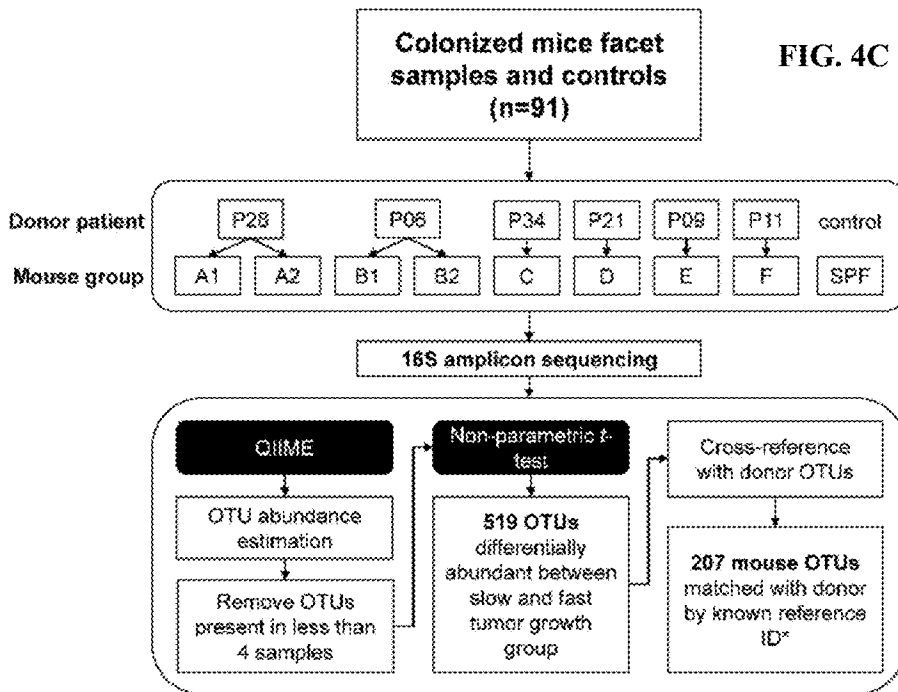 Colonized mice facet
samples and controls
(n=91)
FIG. 4C
Donor patient P28 P06 P34 P21 P09 P11 control
Mouse group A1 A2 B1 B2 C D E F SPF
16S amplicon sequencing
QIIME
OTU abundance
estimation
Remove OTUs
present in less than
4 samples
Non-parametric t-
test
519 OTUs
differentially
abundant between
slow and fast
tumor growth
group
Cross-reference
with donor OTUs
207 mouse OTUs
matched with donor
by known reference
ID*